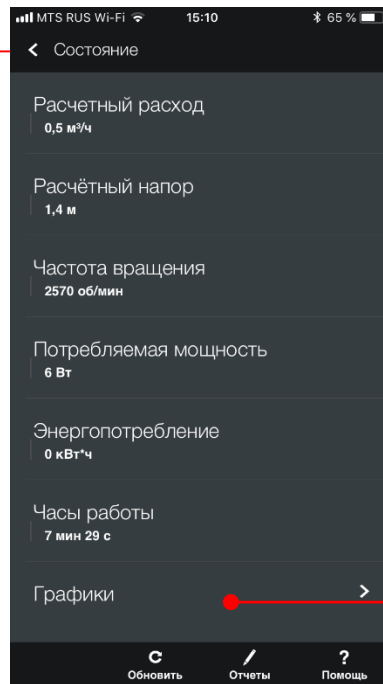 MTS RUS Wi-Fi 15:10 65 %
Состояние
Расчетный расход
0,5 м³/ч
Расчётный напор
1,4 м
Частота вращения
2570 об/мин
Потребляемая мощность
6 Вт
Энергопотребление
0 кВт*ч
Часы работы
7 мин 29 с
Графики
Обновить Отчеты Помощь